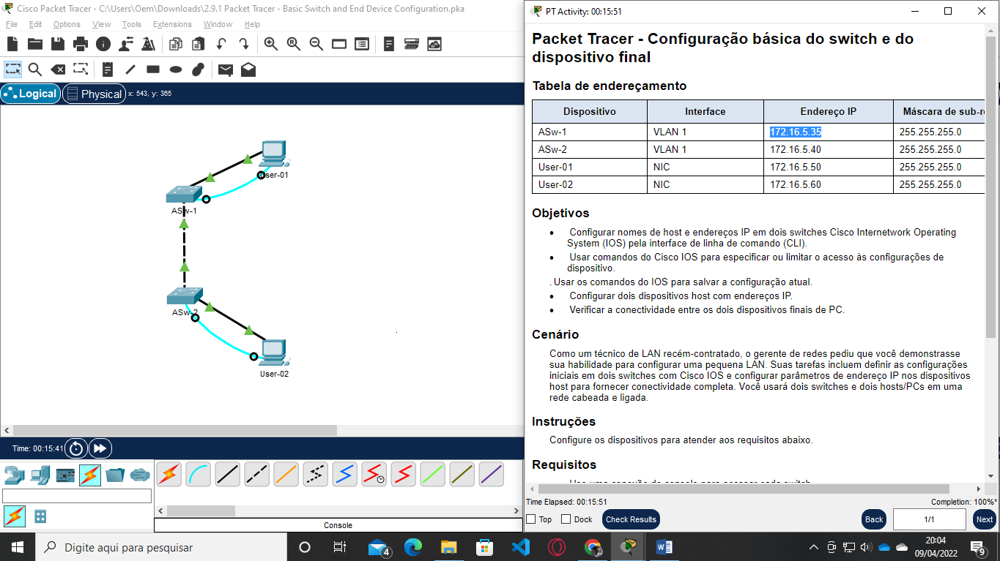 Cisco Packet Tracer - C:\Users\Oem\Downloads\2.9.1 Packet Tracer - Basic Switch and End Device Configuration.pka
File Edit Options View Tools Extensions Window Help
Logical Physical x: 543, y: 365
User-01
ASw-1
ASw-2
User-02
Time: 00:15:41
Console
PT Activity: 00:15:51
Packet Tracer - Configuração básica do switch e do
dispositivo final
Tabela de endereçamento
Dispositivo Interface Endereço IP Máscara de sub-r
ASw-1 VLAN 1 172.16.5.35 255.255.255.0
ASw-2 VLAN 1 172.16.5.40 255.255.255.0
User-01 NIC 172.16.5.50 255.255.255.0
User-02 NIC 172.16.5.60 255.255.255.0
Objetivos
• Configurar nomes de host e endereços IP em dois switches Cisco Internetwork Operating
System (IOS) pela interface de linha de comando (CLI).
• Usar comandos do Cisco IOS para especificar ou limitar o acesso às configurações de
dispositivo.
. Usar os comandos do IOS para salvar a configuração atual.
• Configurar dois dispositivos host com endereços IP.
• Verificar a conectividade entre os dois dispositivos finais de PC.
Cenário
Como um técnico de LAN recém-contratado, o gerente de redes pediu que você demonstrasse
sua habilidade para configurar uma pequena LAN. Suas tarefas incluem definir as configurações
iniciais em dois switches com Cisco IOS e configurar parâmetros de endereço IP nos dispositivos
host para fornecer conectividade completa. Você usará dois switches e dois hosts/PCs em uma
rede cabeada e ligada.
Instruções
Configure os dispositivos para atender aos requisitos abaixo.
Requisitos
Use uma conexão de console para acessar cada switch
Time Elapsed: 00:15:51 Completion: 100%*
Top Dock Check Results Back 1/1 Next
Digite aqui para pesquisar
4
20:04
09/04/2022
9